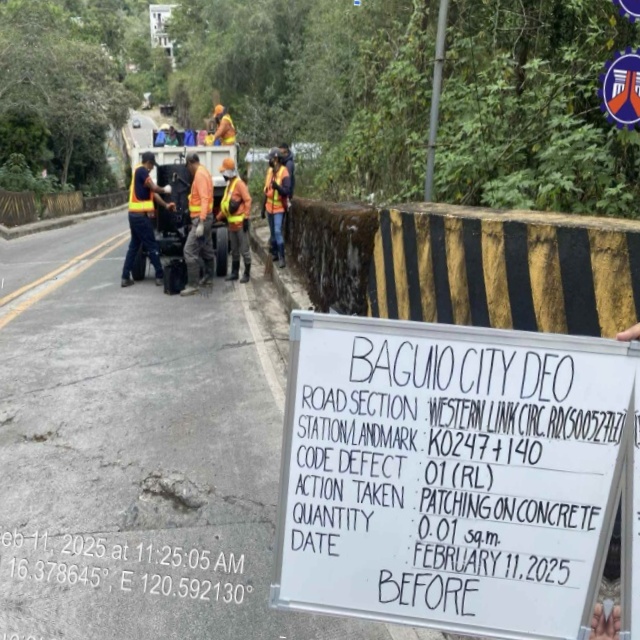 BAGUIO CITY DEO
ROAD SECTION WESTERN LINK CIRC. RD.
STATION/LANDMARK K0247+140
CODE DEFECT 01 (RL)
ACTION TAKEN PATCHING ON CONCRETE
QUANTITY 0.01 sq.m.
DATE FEBRUARY 11, 2025
BEFORE
11, 2025 at 11:25:05 AM
16.378645°, E 120.592130°